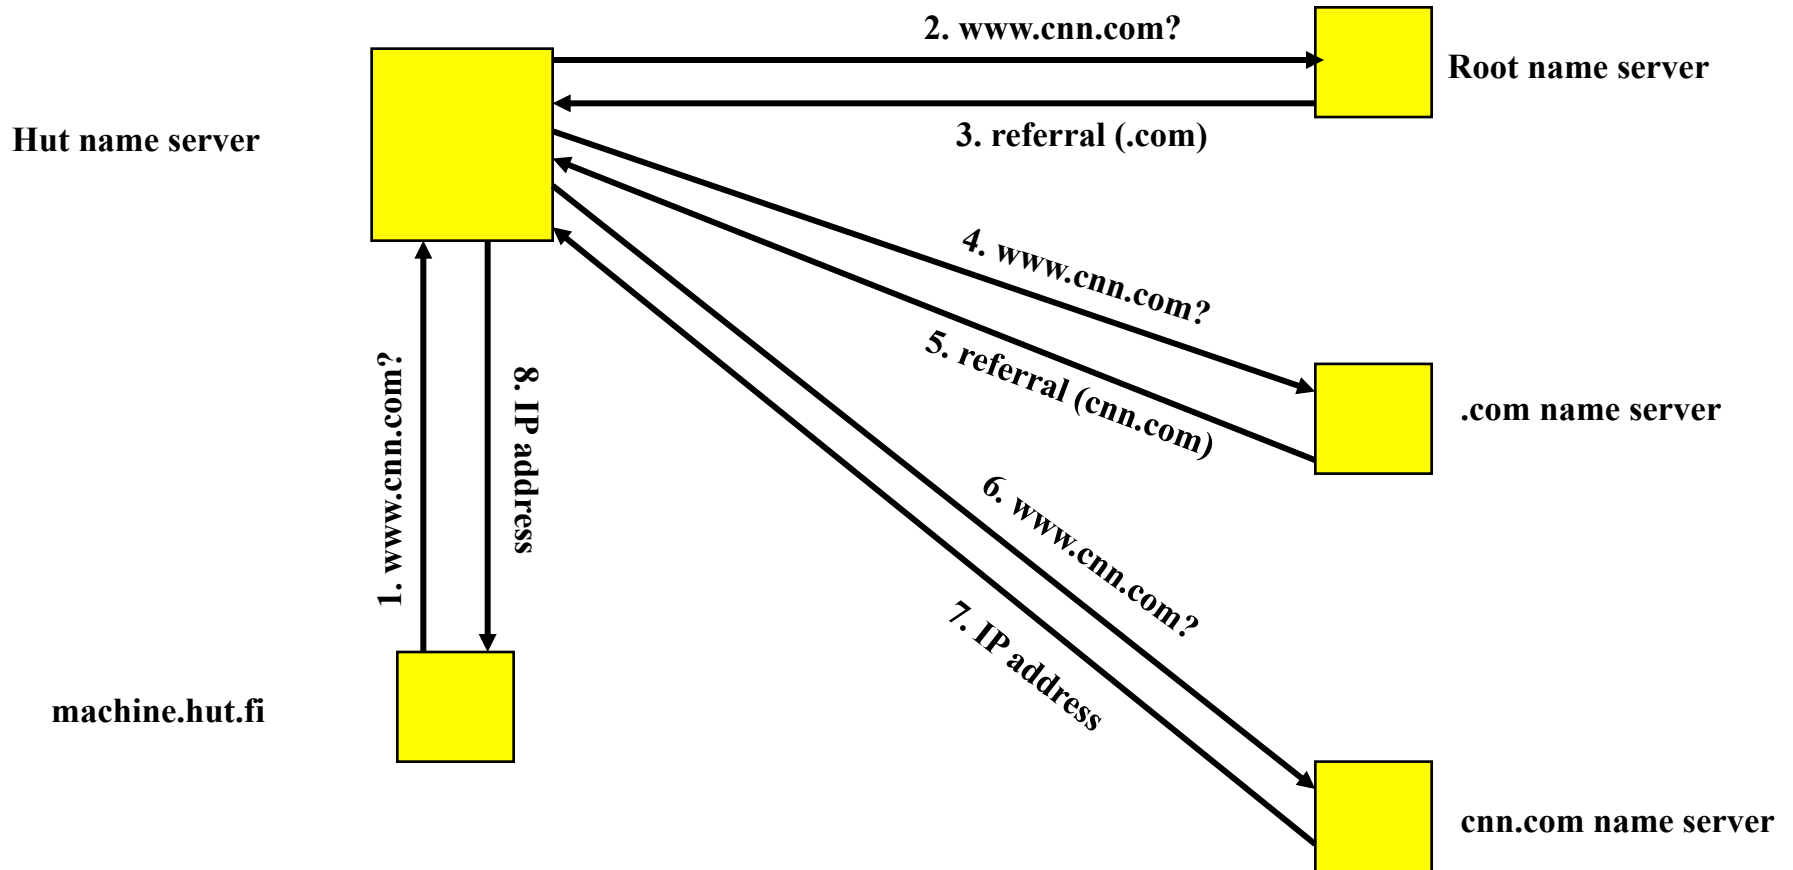 2. www.cnn.com?
Root name server
3. referral (.com)
Hut name server
4. www.cnn.com?
5. referral (cnn.com)
.com name server
1. www.cnn.com?
8. IP address
6. www.cnn.com?
7. IP address
machine.hut.fi
cnn.com name server